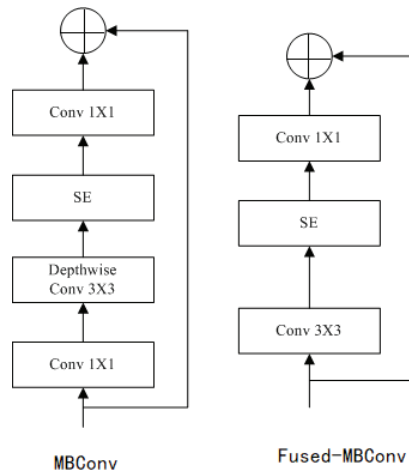 Conv 1X1
SE
Depthwise
Conv 3X3
Conv 1X1
MBConv
Conv 1X1
SE
Conv 3X3
Fused-MBConv